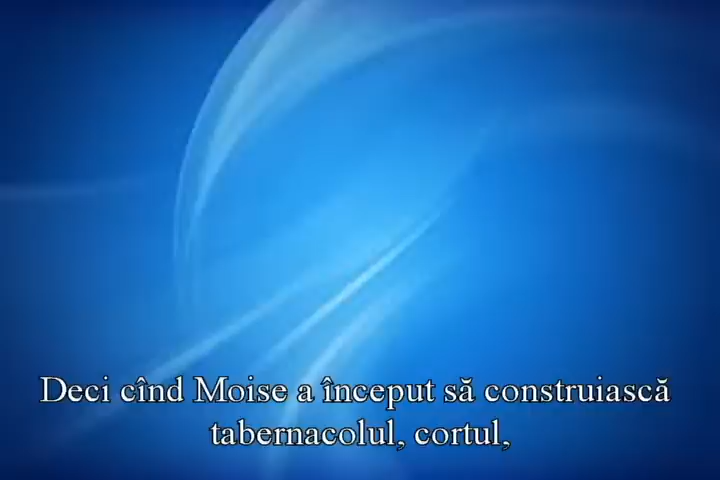 Deci cînd Moise a început să construiască
tabernacolul, cortul,